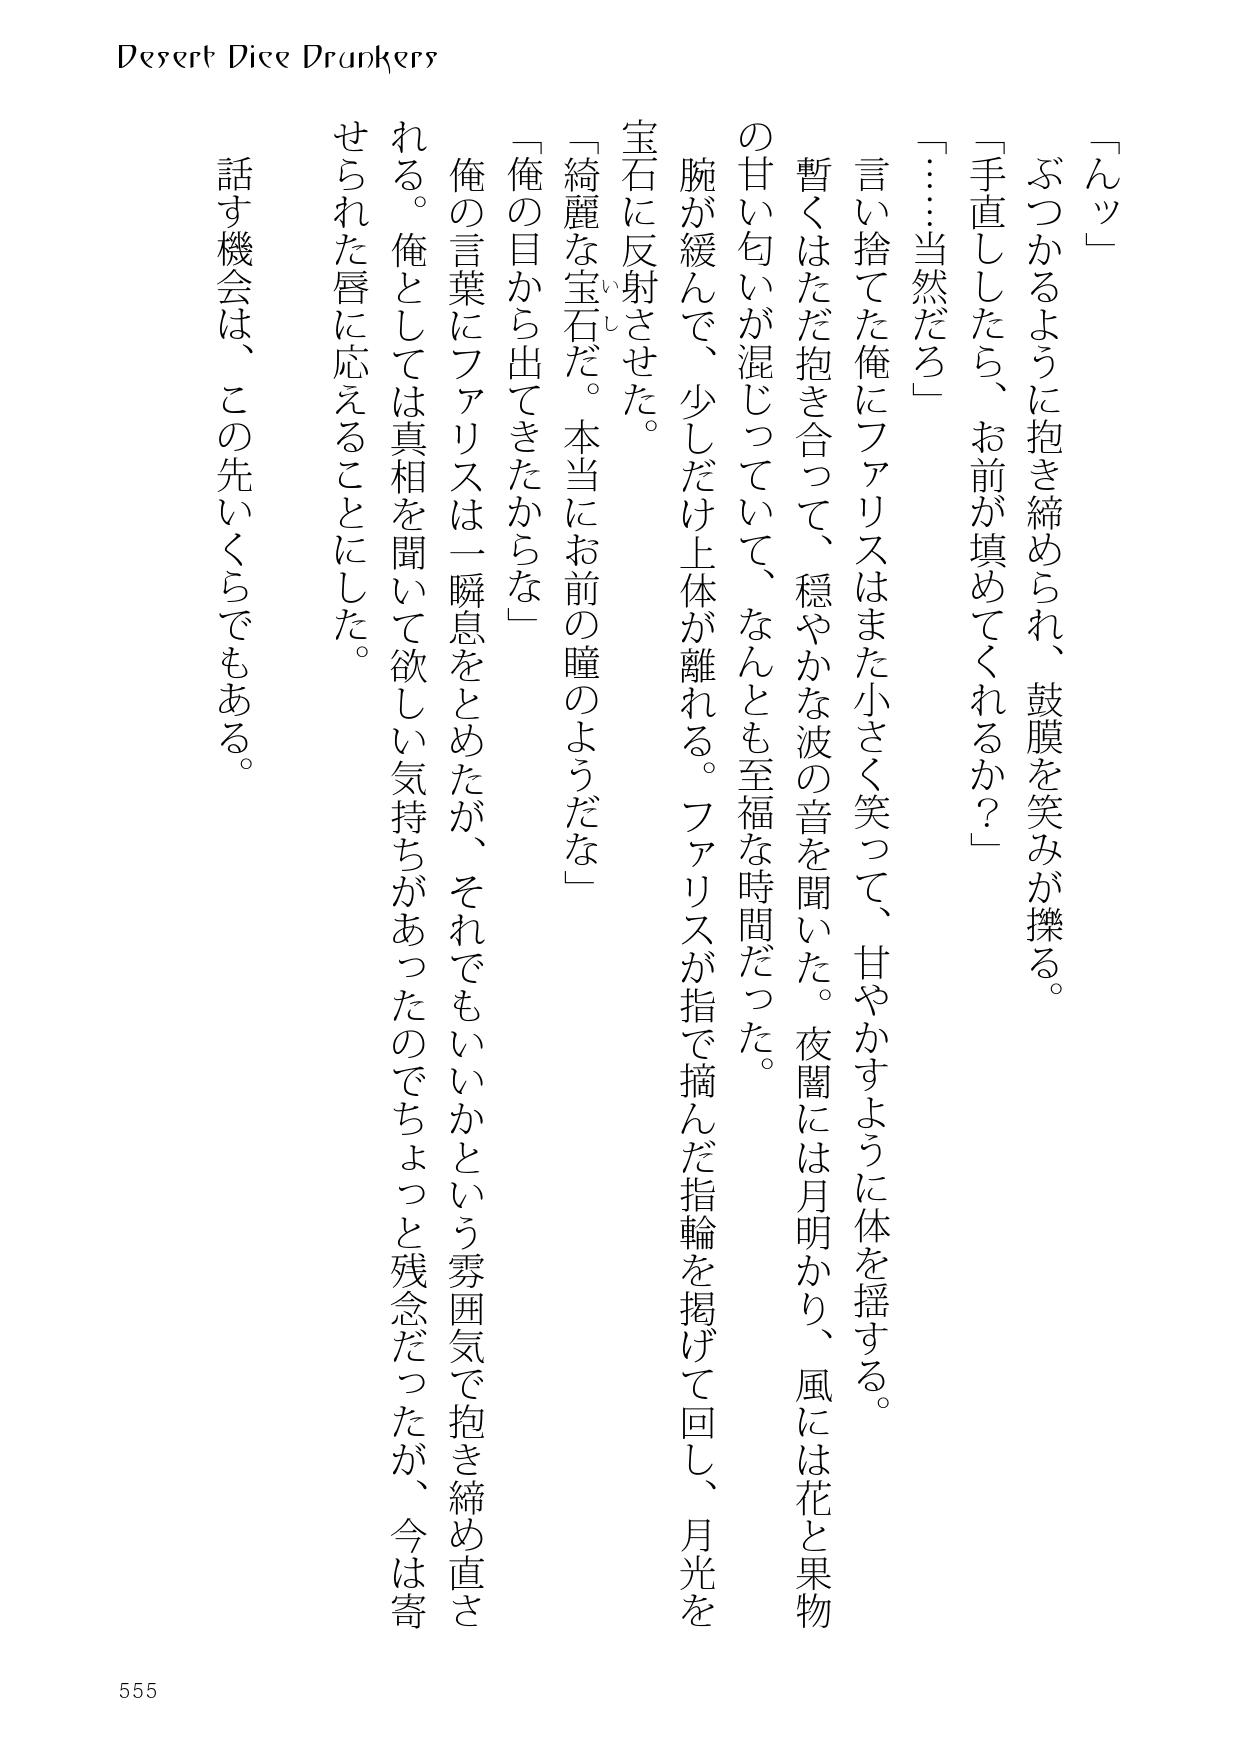 Desert Dice Drunkers
「んッ」
　ぶつかるように抱き締められ、鼓膜を笑みが擽る。
「手直ししたら、お前が填めてくれるか？」
「……当然だろ」
　言い捨てた俺にファリスはまた小さく笑って、甘やかすように体を揺する。
　暫くはただ抱き合って、穏やかな波の音を聞いた。夜闇には月明かり、風には花と果物
の甘い匂いが混じっていて、なんとも至福な時間だった。
　腕が緩んで、少しだけ上体が離れる。ファリスが指で摘んだ指輪を掲げて回し、月光を
宝石に反射させた。
「綺麗な宝石だ。本当にお前の瞳のようだな」
いし
「俺の目から出てきたからな」
　俺の言葉にファリスは一瞬息をとめたが、それでもいいかという雰囲気で抱き締め直さ
れる。俺としては真相を聞いて欲しい気持ちがあったのでちょっと残念だったが、今は寄
せられた唇に応えることにした。
　話す機会は、この先いくらでもある。
555